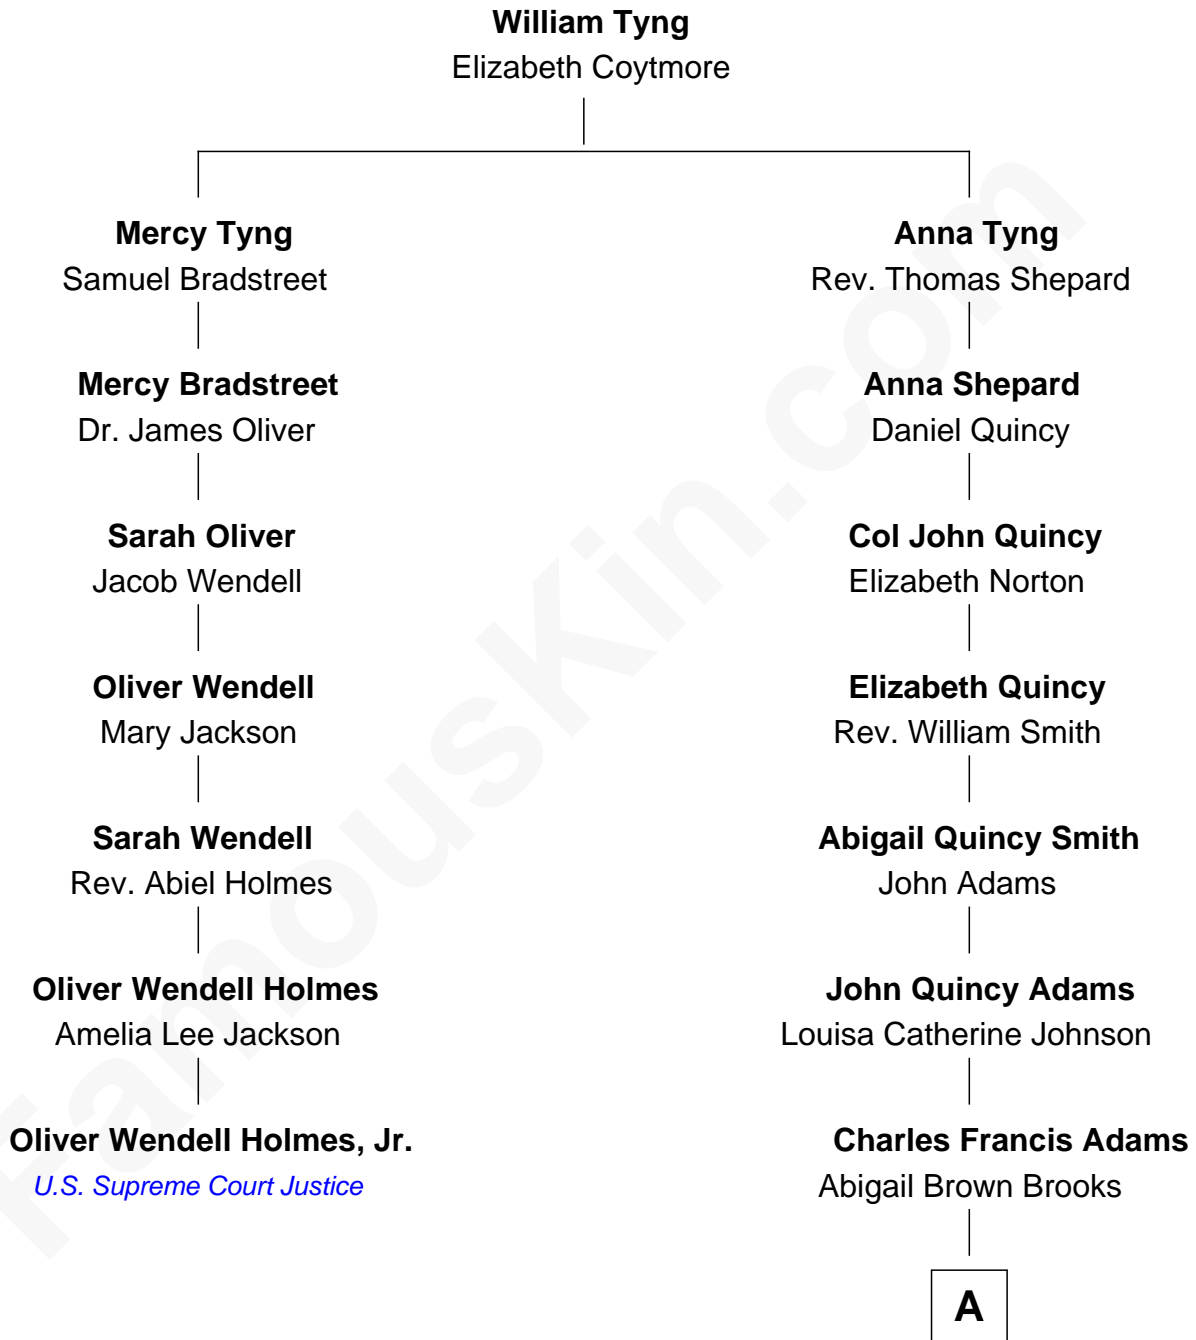 William Tyng
Elizabeth Coytmore
Mercy Tyng
Samuel Bradstreet
Mercy Bradstreet
Dr. James Oliver
Sarah Oliver
Jacob Wendell
Oliver Wendell
Mary Jackson
Sarah Wendell
Rev. Abiel Holmes
Oliver Wendell Holmes
Amelia Lee Jackson
Oliver Wendell Holmes, Jr.
U.S. Supreme Court Justice
Anna Tyng
Rev. Thomas Shepard
Anna Shepard
Daniel Quincy
Col John Quincy
Elizabeth Norton
Elizabeth Quincy
Rev. William Smith
Abigail Quincy Smith
John Adams
John Quincy Adams
Louisa Catherine Johnson
Charles Francis Adams
Abigail Brown Brooks
A
FamousKin.com